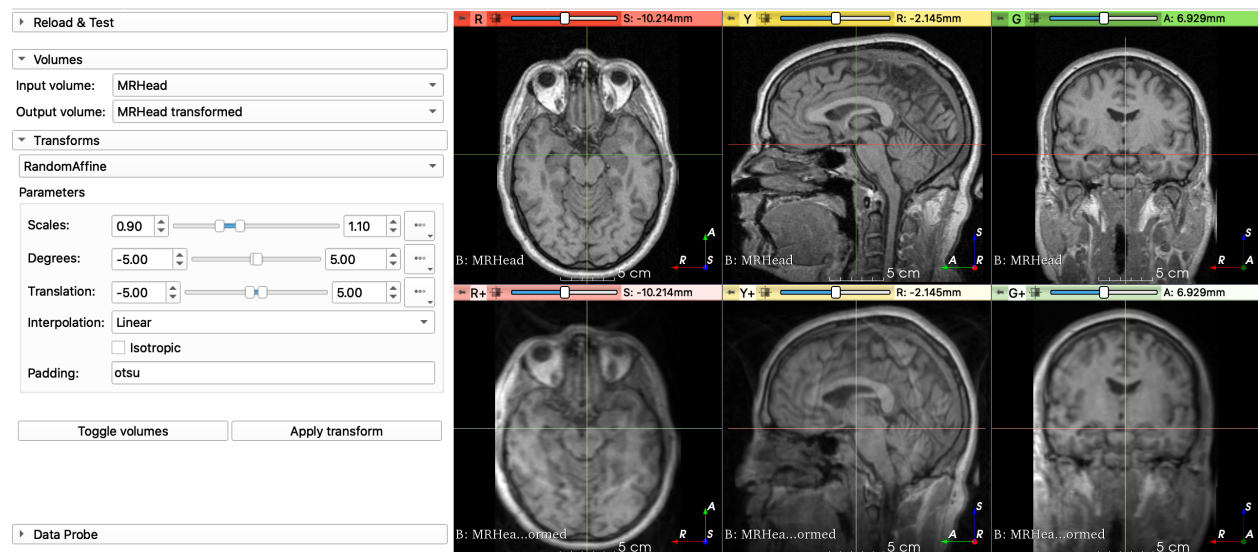 Reload & Test
Volumes
Input volume: MRHead
Output volume: MRHead transformed
Transforms
RandomAffine
Parameters
Scales: 0.90 1.10
Degrees: -5.00 5.00
Translation: -5.00 5.00
Interpolation: Linear
Isotropic
Padding: otsu
Toggle volumes Apply transform
Data Probe
R S: -10.214mm
Y R: -2.145mm
G A: 6.929mm
A
R S
B: MRHead
5 cm
S
A R
B: MRHead
5 cm
S
R A
B: MRHead
5 cm
R+ S: -10.214mm
Y+ R: -2.145mm
G+ A: 6.929mm
A
R S
B: MRHea...ormed
5 cm
S
A R
B: MRHea...ormed
5 cm
S
R A
B: MRHea...ormed
5 cm